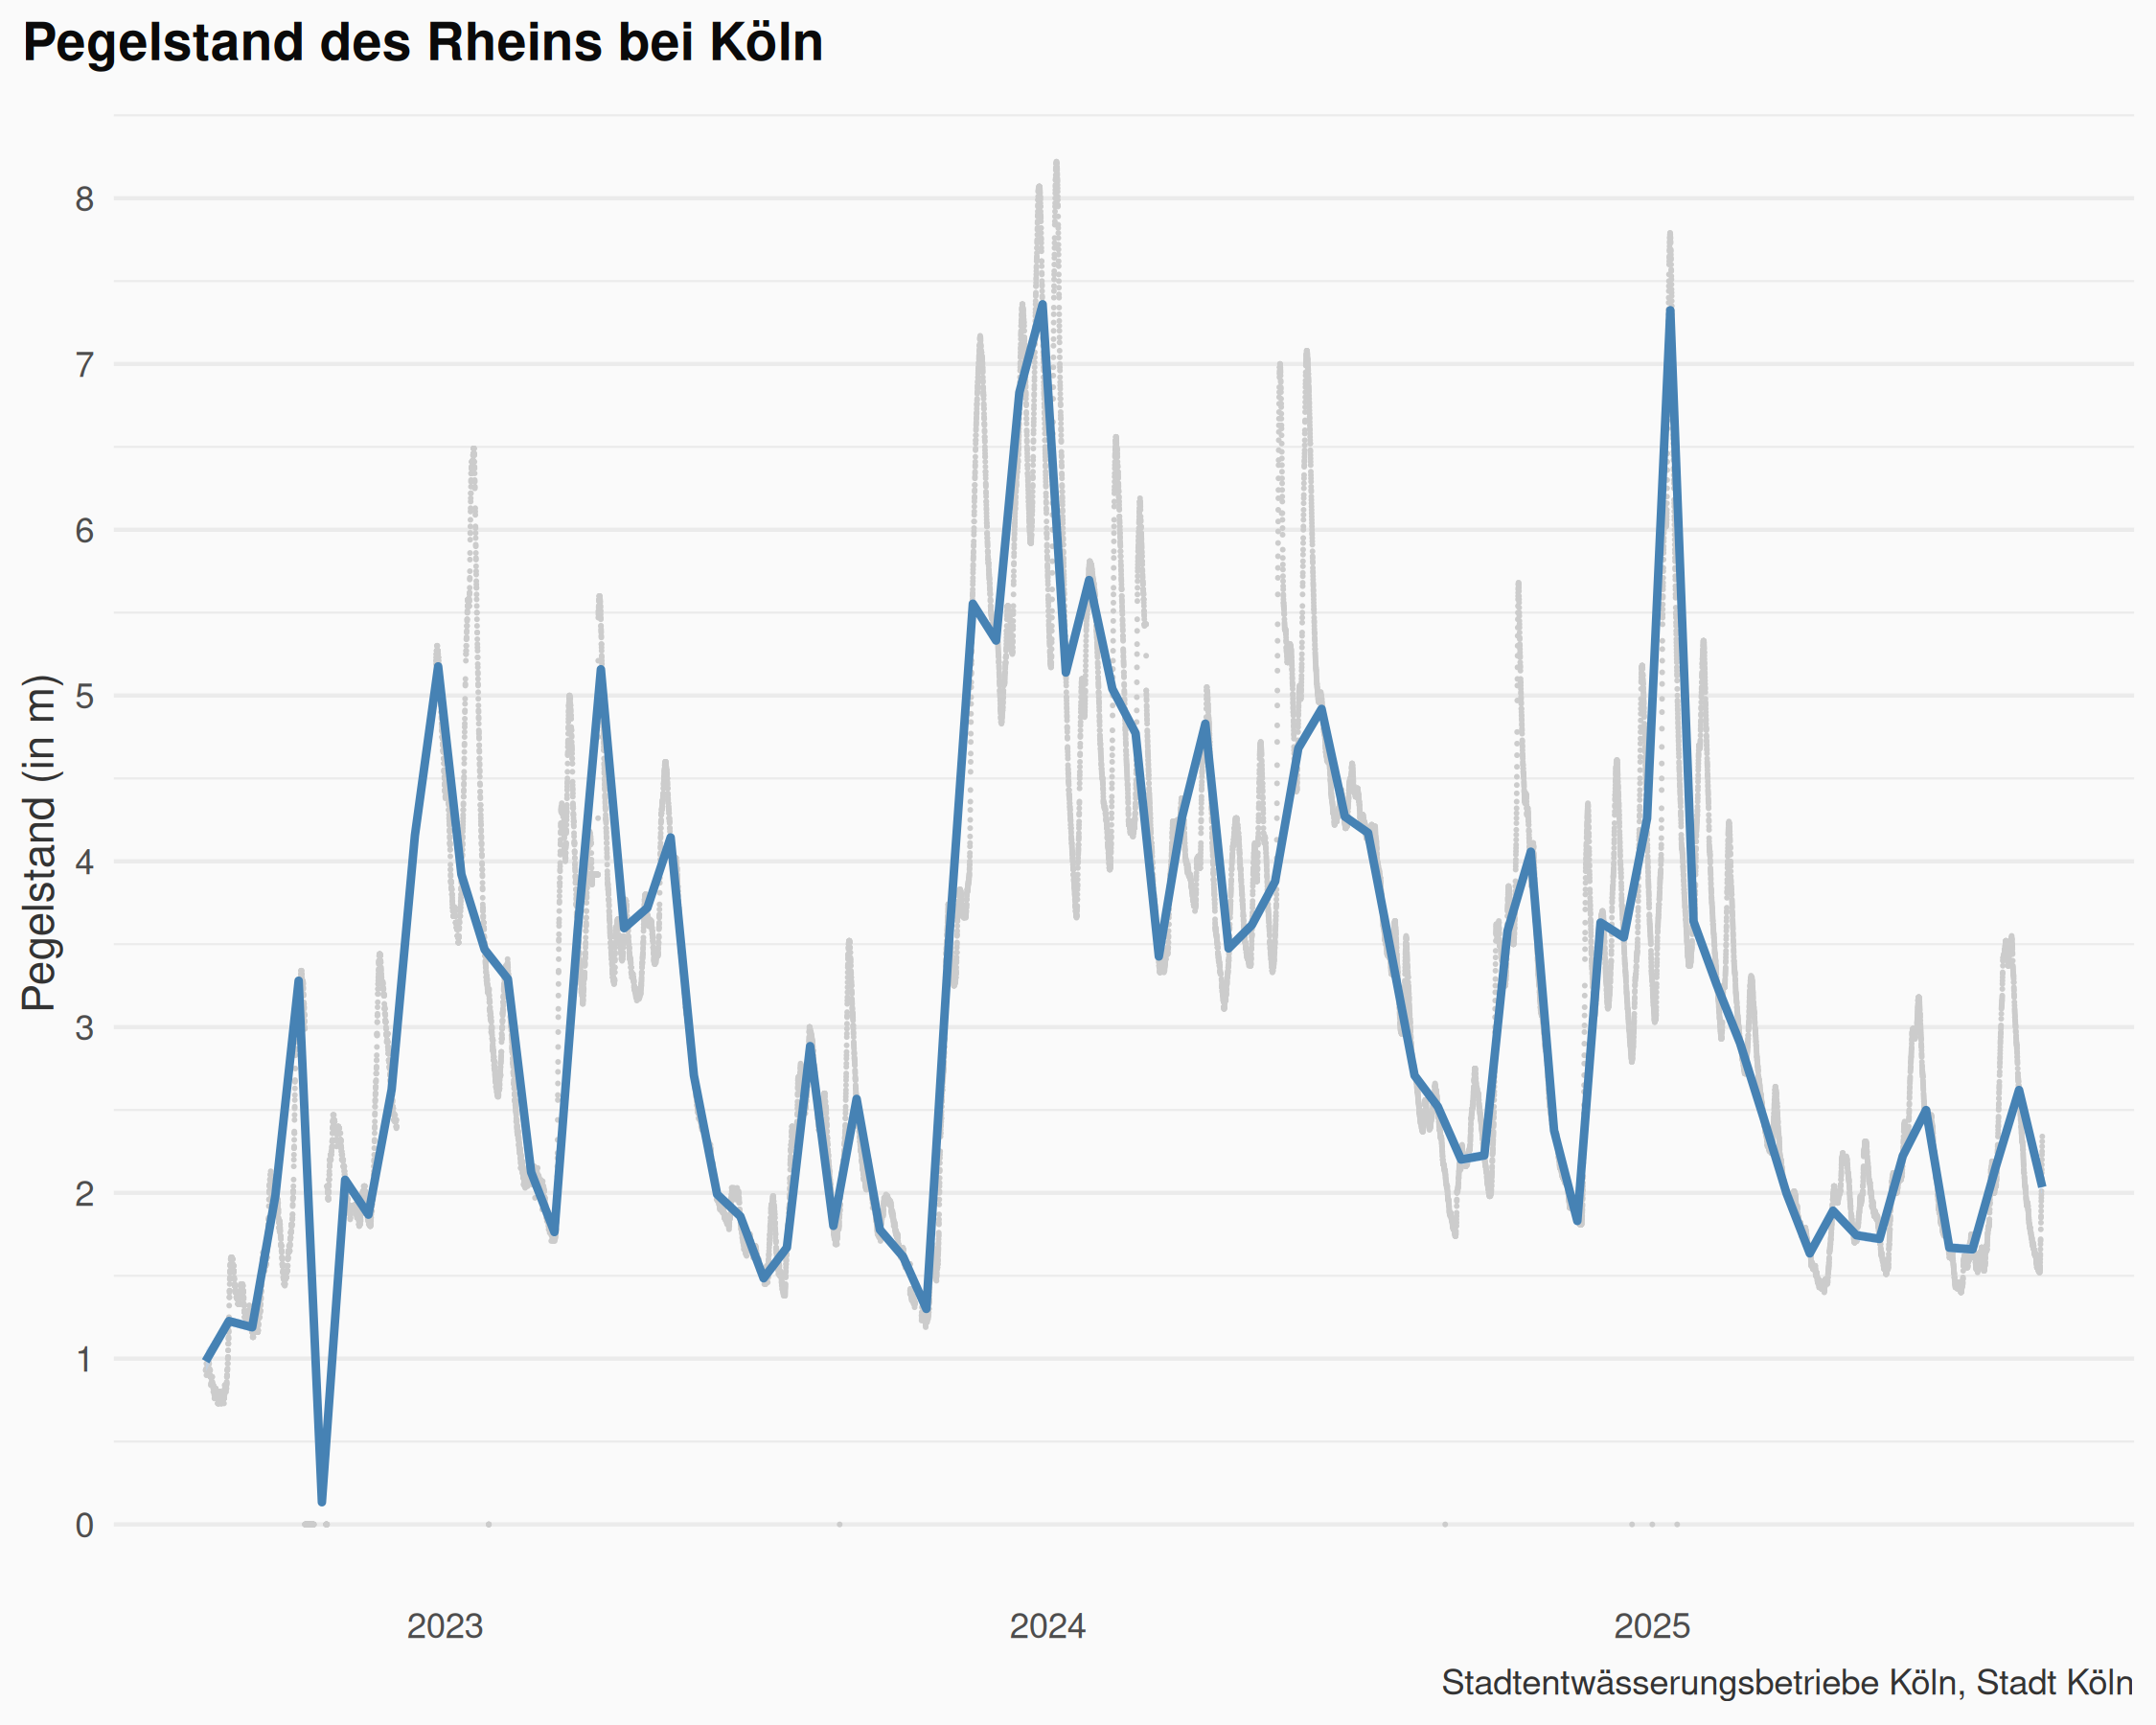 Pegelstand des Rheins bei Köln
Pegelstand (in m)
8
7
6
5
4
3
2
1
0
2023 2024 2025
Stadtentwässerungsbetriebe Köln, Stadt Köln